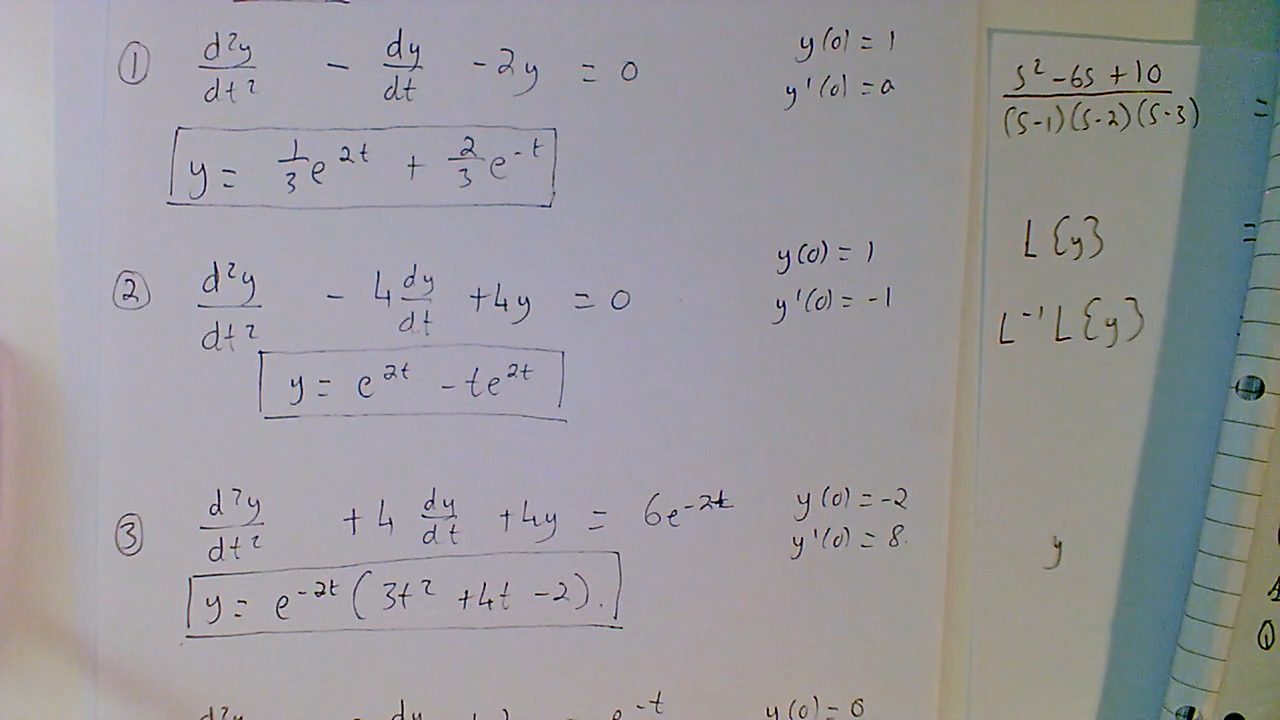 ① d²y/dt² - dy/dt - 2y = 0 y(0) = 1
y'(0) = 0
y = 1/3 e^{2t} + 2/3 e^{-t}
② d²y/dt² - 4 dy/dt + 4y = 0 y(0) = 1
y'(0) = -1
y = e^{2t} - te^{2t}
③ d²y/dt² + 4 dy/dt + 4y = 6e^{-2t} y(0) = -2
y'(0) = 8
y = e^{-2t} (3t² + 4t - 2).
y(0) = 0
s² - 6s + 10 / (s-1)(s-2)(s-3) =
L{y} =
L⁻¹L{y}
y